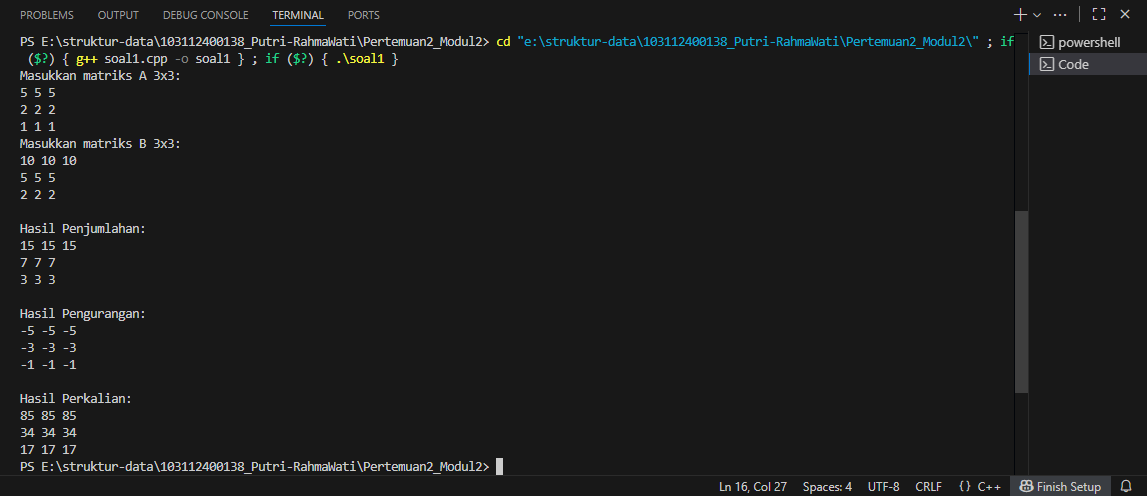 PROBLEMS OUTPUT DEBUG CONSOLE TERMINAL PORTS
PS E:\struktur-data\103112400138_Putri-RahmaWati\Pertemuan2_Modul2> cd "e:\struktur-data\103112400138_Putri-RahmaWati\Pertemuan2_Modul2\" ; if
($?) { g++ soal1.cpp -o soal1 } ; if ($?) { .\soal1 }
Masukkan matriks A 3x3:
5 5 5
2 2 2
1 1 1
Masukkan matriks B 3x3:
10 10 10
5 5 5
2 2 2
Hasil Penjumlahan:
15 15 15
7 7 7
3 3 3
Hasil Pengurangan:
-5 -5 -5
-3 -3 -3
-1 -1 -1
Hasil Perkalian:
85 85 85
34 34 34
17 17 17
PS E:\struktur-data\103112400138_Putri-RahmaWati\Pertemuan2_Modul2>
powershell
Code
Ln 16, Col 27 Spaces: 4 UTF-8 CRLF {} C++ Finish Setup